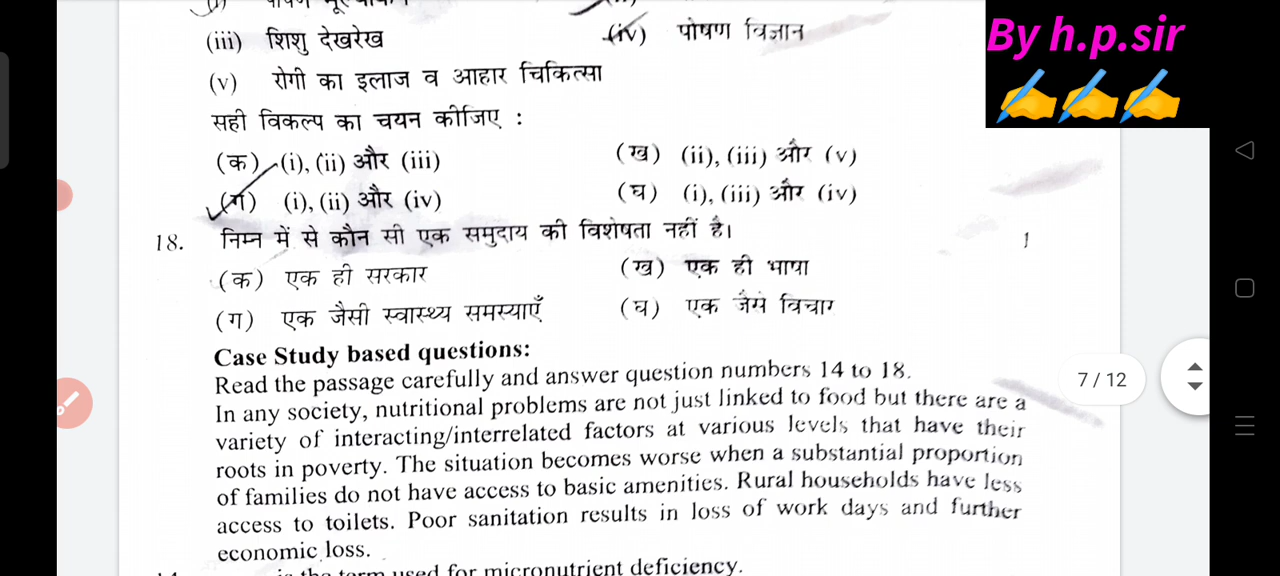 (iii) शिशु देखरेख (iv) पोषण विज्ञान
(v) रोगी का इलाज व आहार चिकित्सा
सही विकल्प का चयन कीजिए :
(क) (i), (ii) और (iii) (ख) (ii), (iii) और (v)
(ग) (i), (ii) और (iv) (घ) (i), (iii) और (iv)
18. निम्न में से कौन सी एक समुदाय की विशेषता नहीं है। 1
(क) एक ही सरकार (ख) एक ही भाषा
(ग) एक जैसी स्वास्थ्य समस्याएँ (घ) एक जैसे विचार
Case Study based questions:
Read the passage carefully and answer question numbers 14 to 18.
In any society, nutritional problems are not just linked to food but there are a
variety of interacting/interrelated factors at various levels that have their
roots in poverty. The situation becomes worse when a substantial proportion
of families do not have access to basic amenities. Rural households have less
access to toilets. Poor sanitation results in loss of work days and further
economic loss.
is the term used for micronutrient deficiency.
By h.p.sir
7 / 12